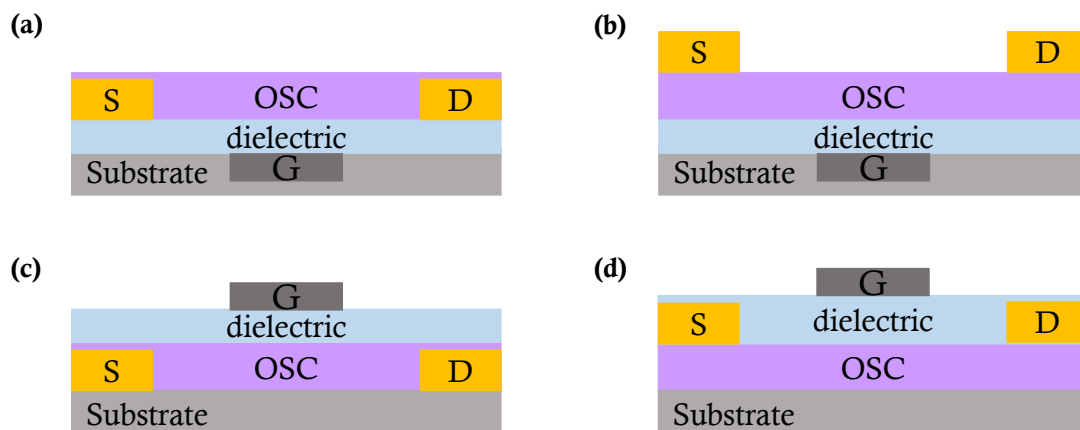 (a)
S OSC D
dielectric
Substrate G
(b)
S D
OSC
dielectric
Substrate G
(c)
G
dielectric
S OSC D
Substrate
(d)
G
S dielectric D
OSC
Substrate